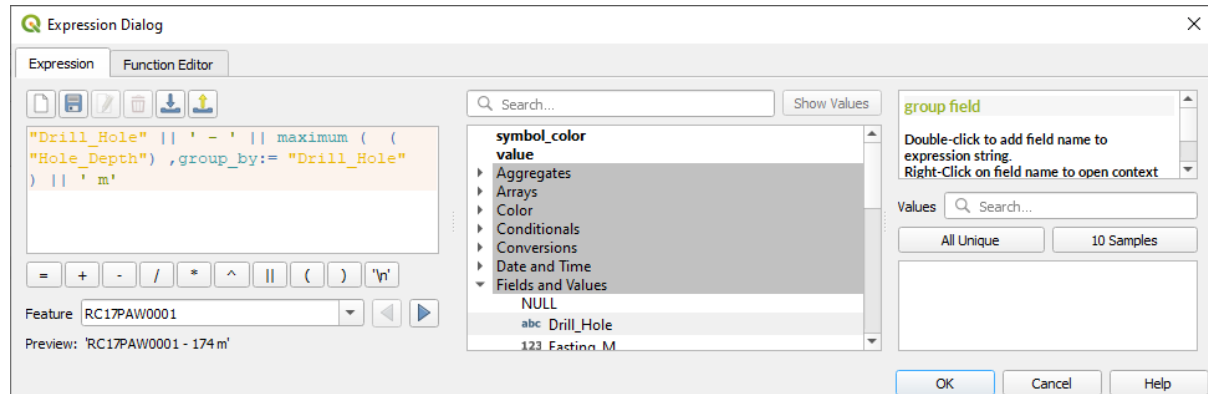 Expression Dialog
Expression
Function Editor
"Drill_Hole" || ' - ' || maximum ( (
"Hole_Depth") ,group_by:= "Drill_Hole"
) || ' m'
= + - / * ^ || ( ) '\n'
Feature RC17PAW0001
Preview: 'RC17PAW0001 - 174 m'
Search...
Show Values
symbol_color
value
Aggregates
Arrays
Color
Conditionals
Conversions
Date and Time
Fields and Values
NULL
abc Drill_Hole
123 Easting_M
group field
Double-click to add field name to
expression string.
Right-Click on field name to open context
Values Search...
All Unique
10 Samples
OK
Cancel
Help